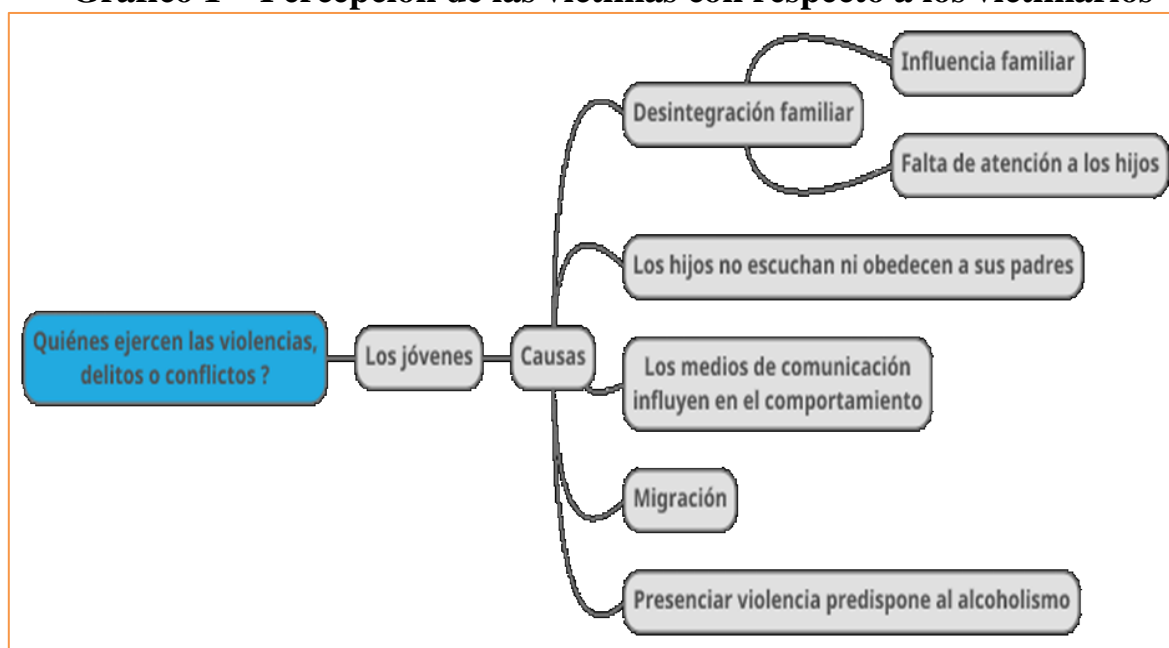 Gráfico 1 – Percepción de las víctimas con respecto a los victimarios
Influencia familiar
Desintegración familiar
Falta de atención a los hijos
Los hijos no escuchan ni obedecen a sus padres
Quiénes ejercen las violencias,
delitos o conflictos ?
Los jóvenes
Causas
Los medios de comunicación
influyen en el comportamiento
Migración
Presenciar violencia predispone al alcoholismo